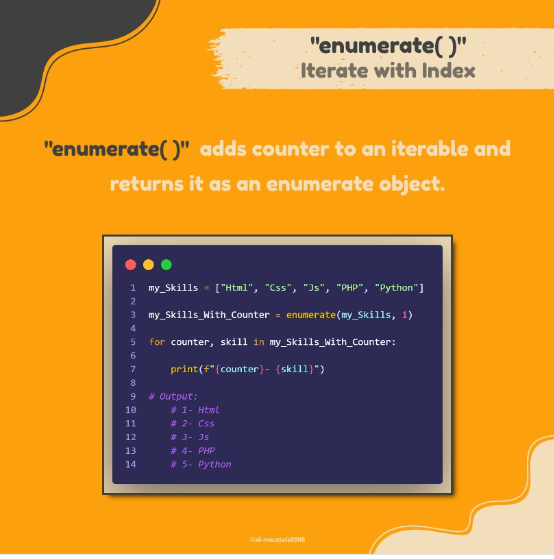 "enumerate( )"
Iterate with Index
"enumerate( )" adds counter to an iterable and
returns it as an enumerate object.
1 my_Skills = ["Html", "Css", "Js", "PHP", "Python"]
2
3 my_Skills_With_Counter = enumerate(my_Skills, 1)
4
5 for counter, skill in my_Skills_With_Counter:
6
7     print(f"{counter}- {skill}")
8
9 # Output:
10     # 1- Html
11     # 2- Css
12     # 3- Js
13     # 4- PHP
14     # 5- Python